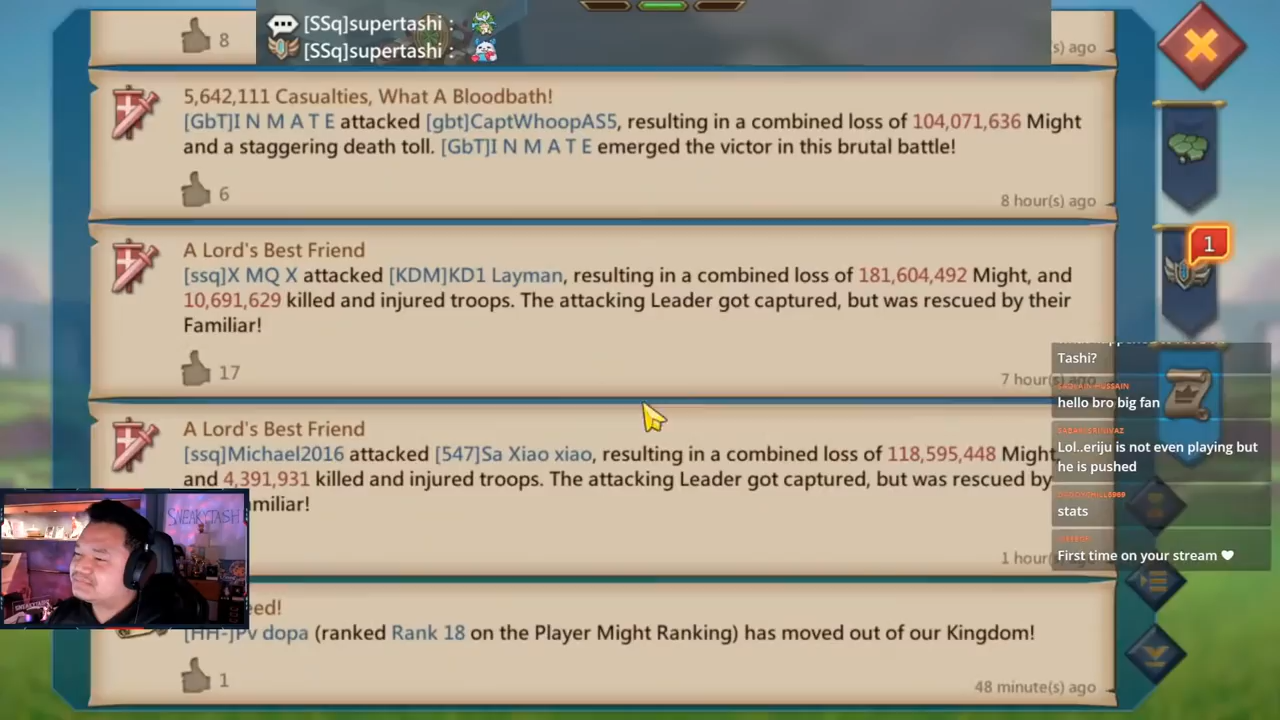 [SSq]supertashi :
[SSq]supertashi :
8
s) ago
5,642,111 Casualties, What A Bloodbath!
[GbT]I N M A T E attacked [gbt]CaptWhoopAS5, resulting in a combined loss of 104,071,636 Might
and a staggering death toll. [GbT]I N M A T E emerged the victor in this brutal battle!
6
8 hour(s) ago
A Lord's Best Friend
[ssq]X MQ X attacked [KDM]KD1 Layman, resulting in a combined loss of 181,604,492 Might, and
10,691,629 killed and injured troops. The attacking Leader got captured, but was rescued by their
Familiar!
17
7 hour(s) ago
1
Tashi?
hello bro big fan
Lol..eriju is not even playing but
he is pushed
stats
First time on your stream
A Lord's Best Friend
[ssq]Michael2016 attacked [547]Sa Xiao xiao, resulting in a combined loss of 118,595,448 Might
and 4,391,931 killed and injured troops. The attacking Leader got captured, but was rescued by
miliar!
1 hour
SNEAKYTASH
eed!
[HH-]Pv dopa (ranked Rank 18 on the Player Might Ranking) has moved out of our Kingdom!
1
48 minute(s) ago